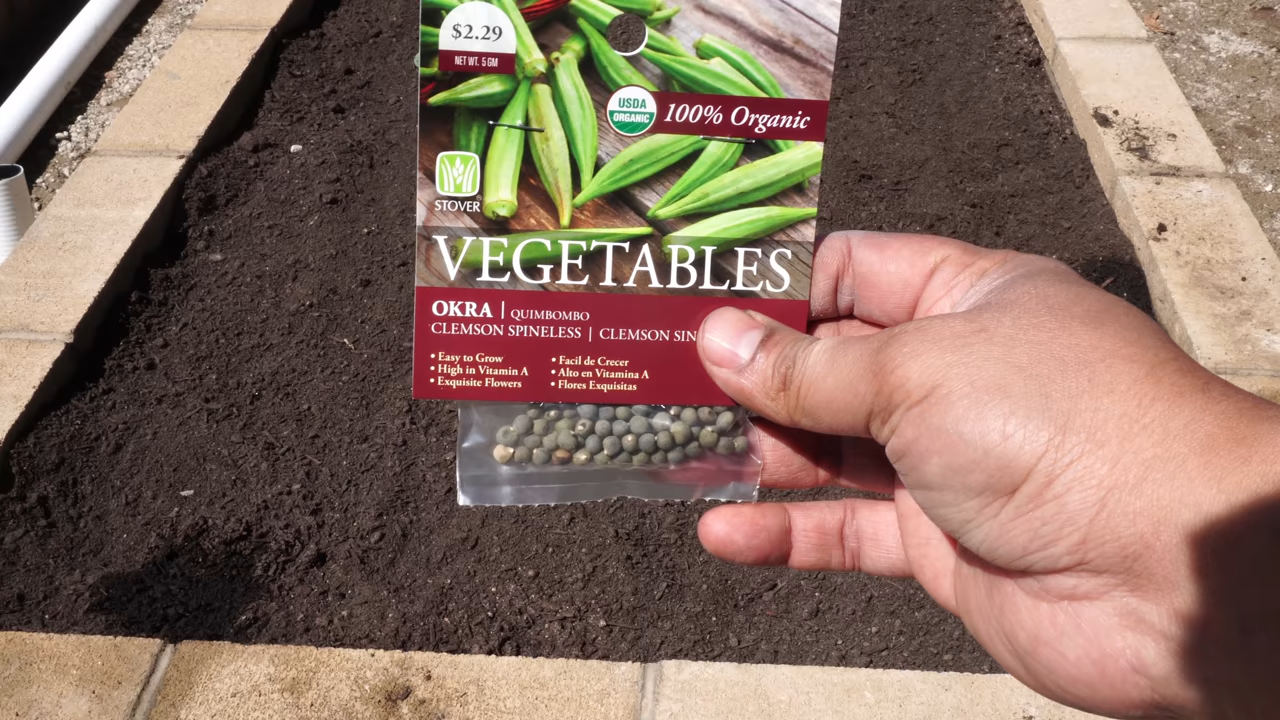 $2.29
NET WT. 5 GM
USDA
ORGANIC
100% Organic
STOVER
VEGETABLES
OKRA | QUIMBOMBO
CLEMSON SPINELESS | CLEMSON SIN
• Easy to Grow
• High in Vitamin A
• Exquisite Flowers
• Facil de Crecer
• Alto en Vitamina A
• Flores Exquisitas